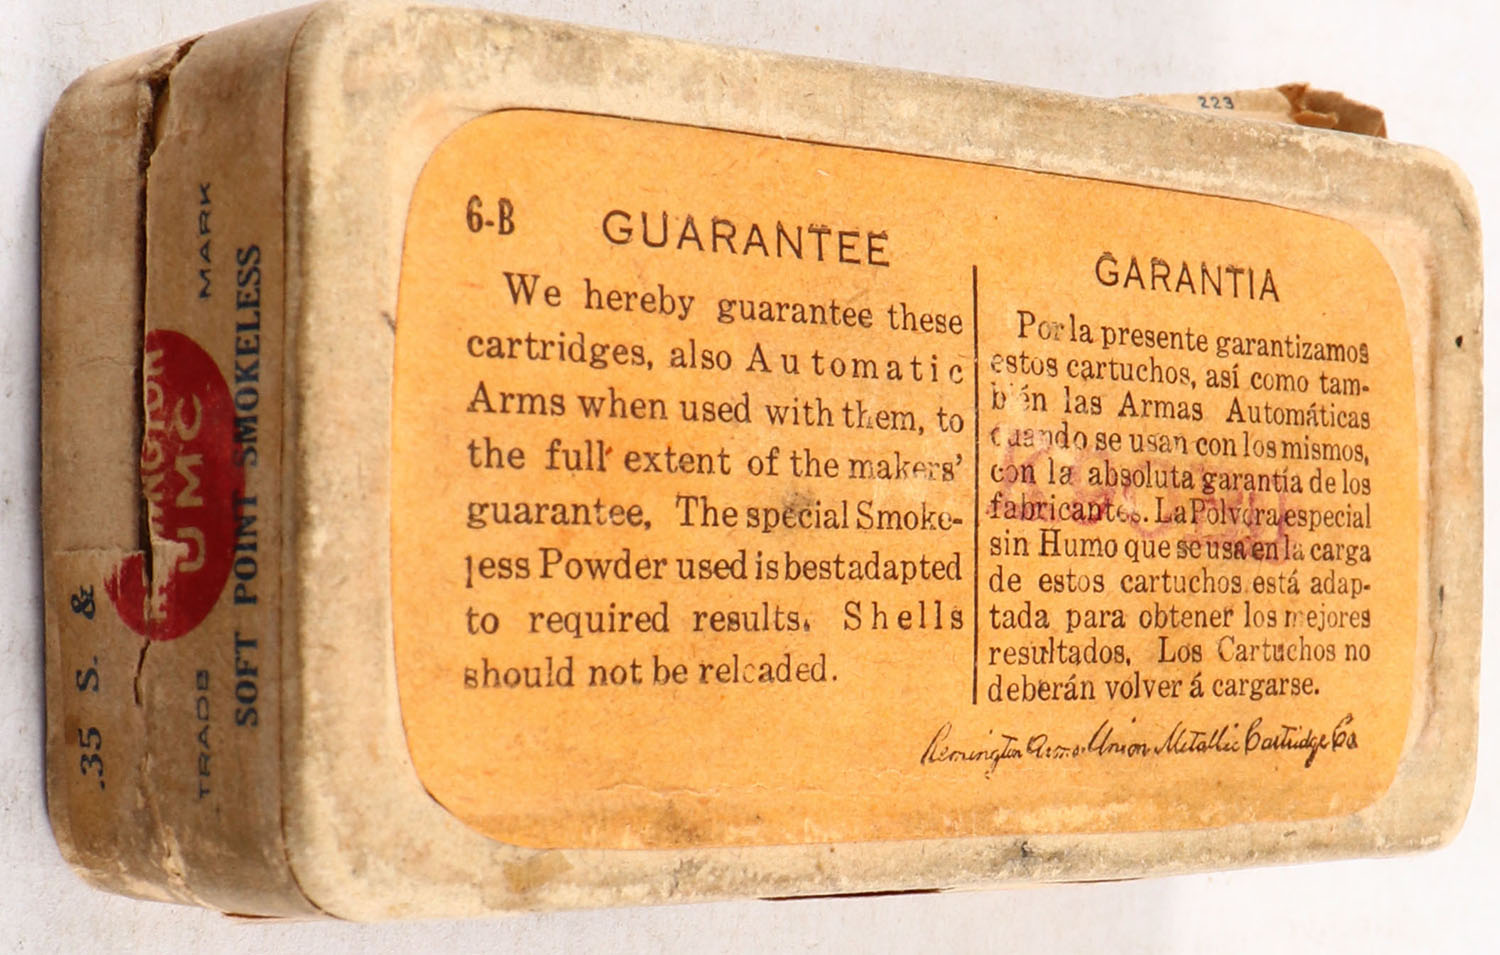 223
6-B GUARANTEE
We hereby guarantee these
cartridges, also Automatic
Arms when used with them, to
the full extent of the makers'
guarantee. The special Smoke-
less Powder used is best adapted
to required results. Shells
should not be reloaded.
GARANTIA
Por la presente garantizamos
estos cartuchos, así como tam-
bién las Armas Automáticas
cuando se usan con los mismos,
con la absoluta garantía de los
fabricantes. La Pólvora especial
sin Humo que se usa en la carga
de estos cartuchos está adap-
tada para obtener los mejores
resultados. Los Cartuchos no
deberán volver á cargarse.
Remington Arms Union Metallic Cartridge Co
.35 S. &
TRADE MARK
UMC
SOFT POINT SMOKELESS